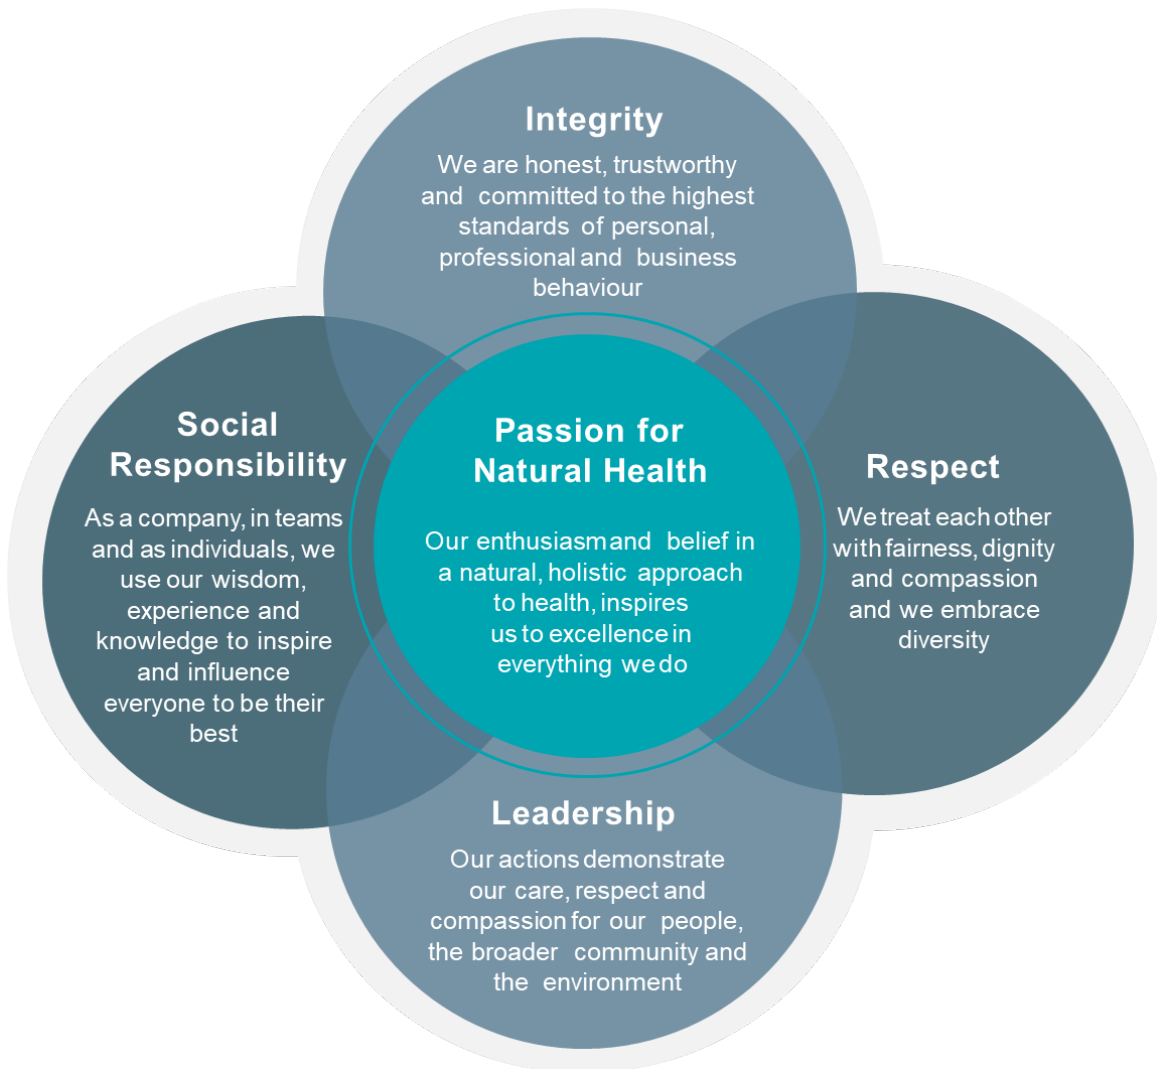 Integrity
We are honest, trustworthy
and committed to the highest
standards of personal,
professional and business
behaviour
Social
Responsibility
As a company, in teams
and as individuals, we
use our wisdom,
experience and
knowledge to inspire
and influence
everyone to be their
best
Passion for
Natural Health
Our enthusiasm and belief in
a natural, holistic approach
to health, inspires
us to excellence in
everything we do
Respect
We treat each other
with fairness, dignity
and compassion
and we embrace
diversity
Leadership
Our actions demonstrate
our care, respect and
compassion for our people,
the broader community and
the environment